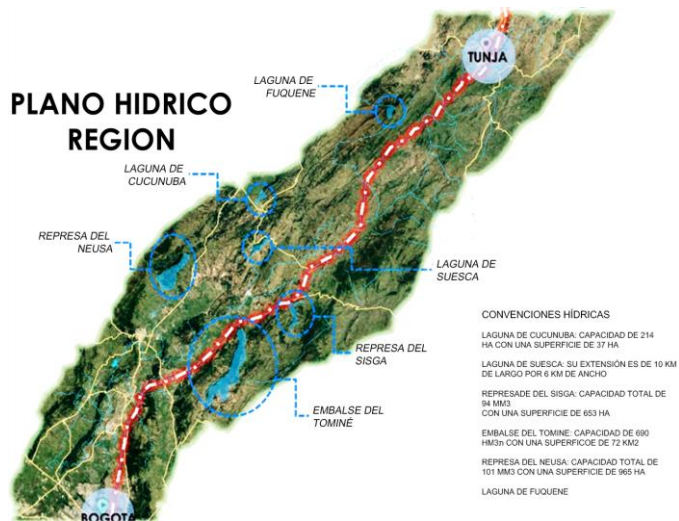 PLANO HIDRICO
REGION
TUNJA
LAGUNA DE
FUQUENE
LAGUNA DE
CUCUNUBA
REPRESA DEL
NEUSA
LAGUNA DE
SUESCA
REPRESA DEL
SISGA
EMBALSE DEL
TOMINÉ
BOGOTA
CONVENCIONES HÍDRICAS
LAGUNA DE CUCUNUBA: CAPACIDAD DE 214
HA CON UNA SUPERFICIE DE 37 HA
LAGUNA DE SUESCA: SU EXTENSIÓN ES DE 10 KM
DE LARGO POR 6 KM DE ANCHO
REPRESADE DEL SISGA: CAPACIDAD TOTAL DE
94 MM3
CON UNA SUPERFICIE DE 653 HA
EMBALSE DEL TOMINE: CAPACIDAD DE 690
HM3n CON UNA SUPERFICOE DE 72 KM2
REPRESA DEL NEUSA: CAPACIDAD TOTAL DE
101 MM3 CON UNA SUPERFICIE DE 965 HA
LAGUNA DE FUQUENE